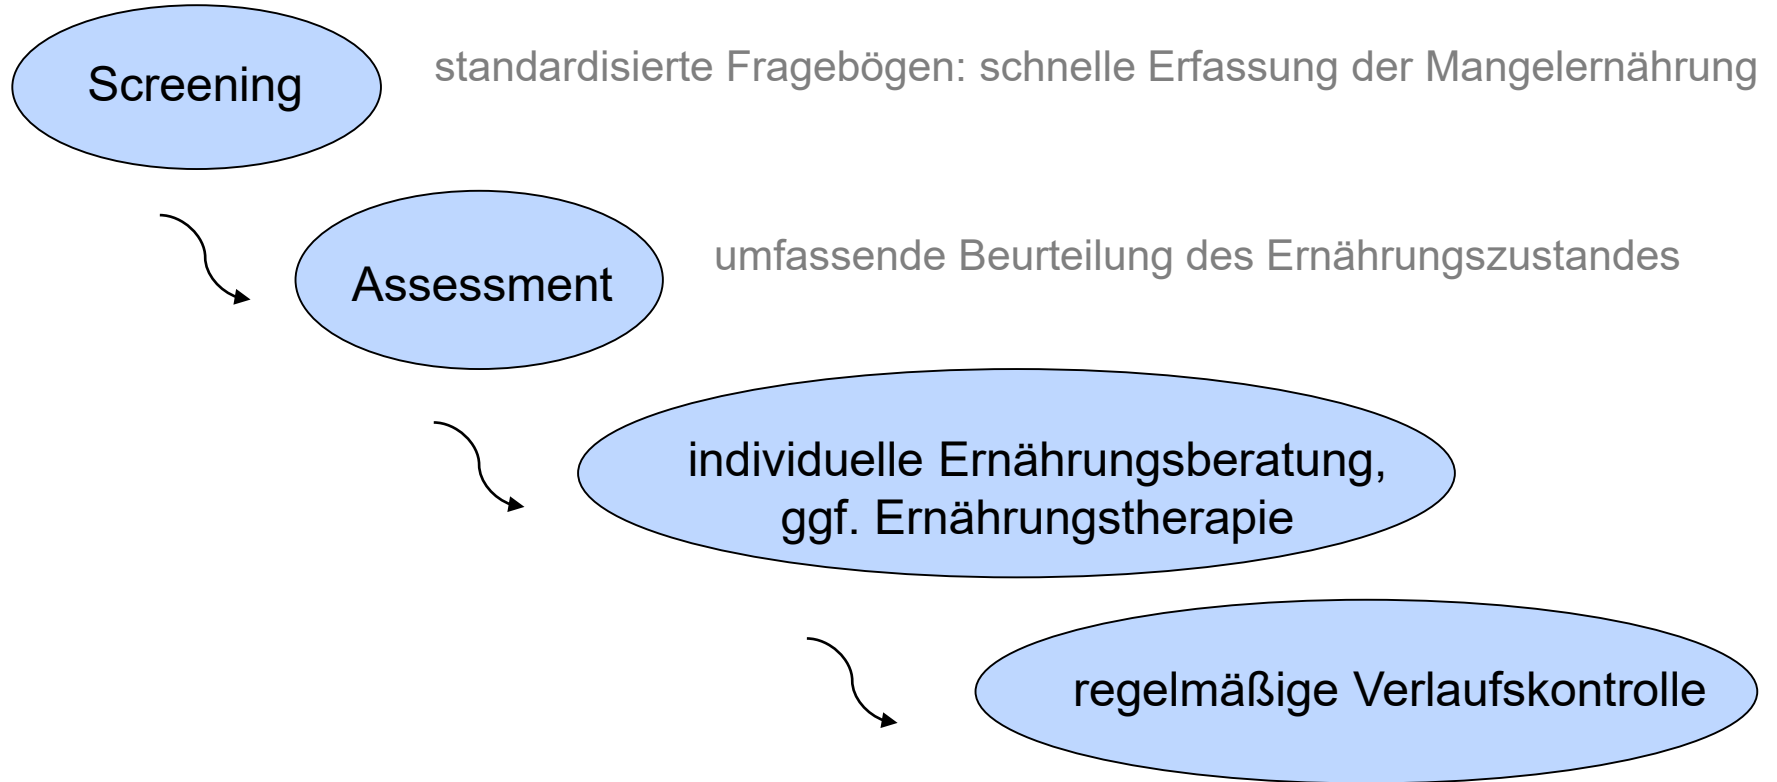 Screening
standardisierte Fragebögen: schnelle Erfassung der Mangelernährung
Assessment
umfassende Beurteilung des Ernährungszustandes
individuelle Ernährungsberatung,
ggf. Ernährungstherapie
regelmäßige Verlaufskontrolle